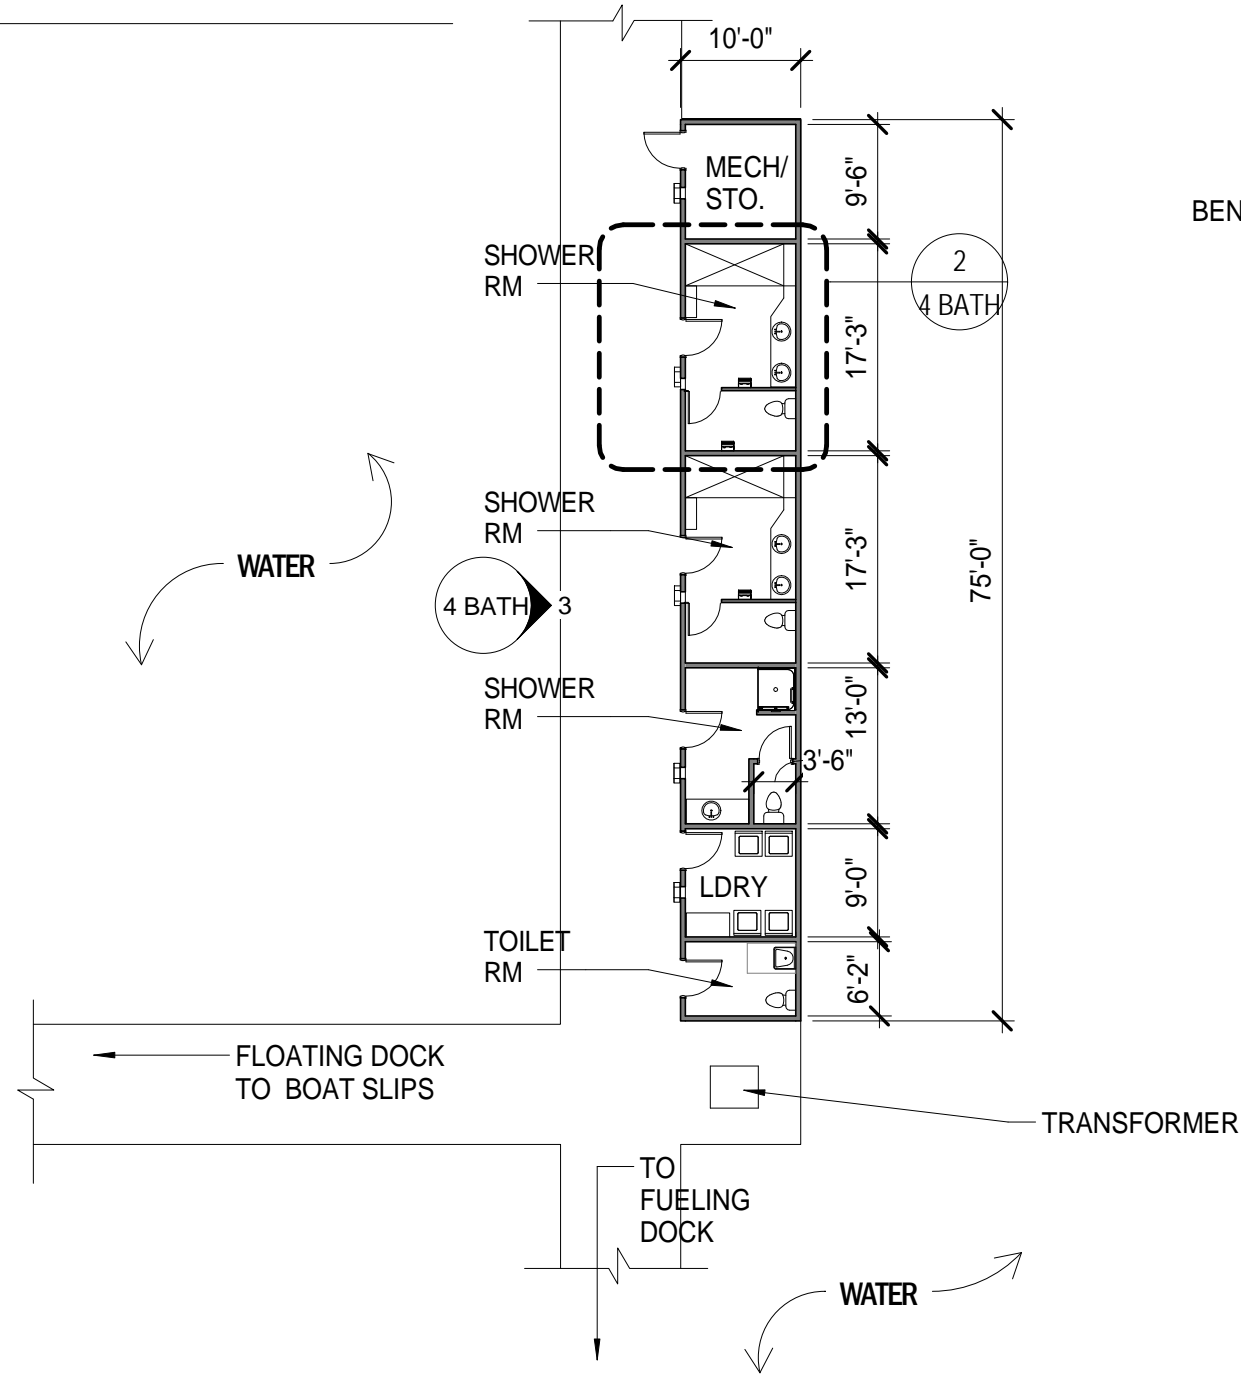 10'-0"
MECH/
STO.
9'-6"
BEN
SHOWER
RM
2
4 BATH
17'-3"
SHOWER
RM
WATER
17'-3"
75'-0"
4 BATH
3
SHOWER
RM
13'-0"
3'-6"
LDRY
9'-0"
TOILET
RM
6'-2"
FLOATING DOCK
TO BOAT SLIPS
TRANSFORMER
TO
FUELING
DOCK
WATER